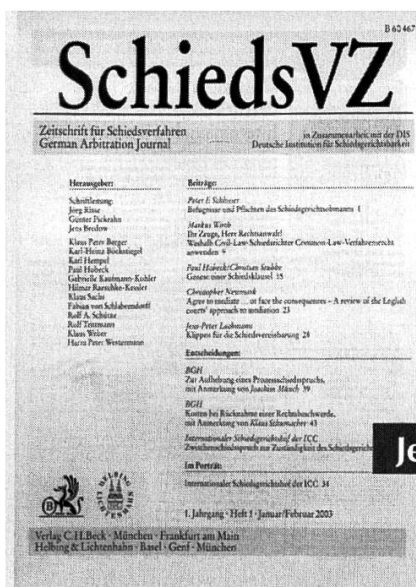 B 60467
SchiedsVZ
Zeitschrift für Schiedsverfahren
German Arbitration Journal
in Zusammenarbeit mit der DIS
Deutsche Institution für Schiedsgerichtsbarkeit
Herausgeber:
Schriftleitung:
Jörg Risse
Günter Pickrahn
Jens Bredow
Klaus Peter Berger
Karl-Heinz Böckstiegel
Karl Hempel
Paul Hobeck
Gabrielle Kaufmann-Kohler
Hilmar Raeschke-Kessler
Klaus Sachs
Fabian von Schlabrendorff
Rolf A. Schütze
Rolf Trittmann
Klaus Weber
Harm Peter Westermann
Beiträge:
Peter F. Schlosser
Befugnisse und Pflichten des Schiedsgerichtsobmanns 1
Markus Wirth
Ihr Zeuge, Herr Rechtsanwalt!
Weshalb Civil-Law-Schiedsrichter Common-Law-Verfahrensrecht
anwenden 9
Paul Hobeck/Christian Stubbe
Genese einer Schiedsklausel 15
Christopher Newmark
Agree to mediate ... or face the consequences – A review of the English
courts' approach to mediation 23
Jens-Peter Lachmann
Klippen für die Schiedsvereinbarung 28
Entscheidungen:
BGH
Zur Aufhebung eines Prozessschiedsspruchs,
mit Anmerkung von Joachim Münch 39
BGH
Kosten bei Rücknahme einer Rechtsbeschwerde,
mit Anmerkung von Klaus Schumacher 43
Internationaler Schiedsgerichtshof der ICC
Zwischenschiedsspruch zur Zuständigkeit des Schiedsgerich
Je
Im Porträt:
Internationaler Schiedsgerichtshof der ICC 34
HELBING
LICHTENHAHN
1. Jahrgang · Heft 1 · Januar/Februar 2003
Verlag C.H.Beck · München · Frankfurt am Main
Helbing & Lichtenhahn · Basel · Genf · München